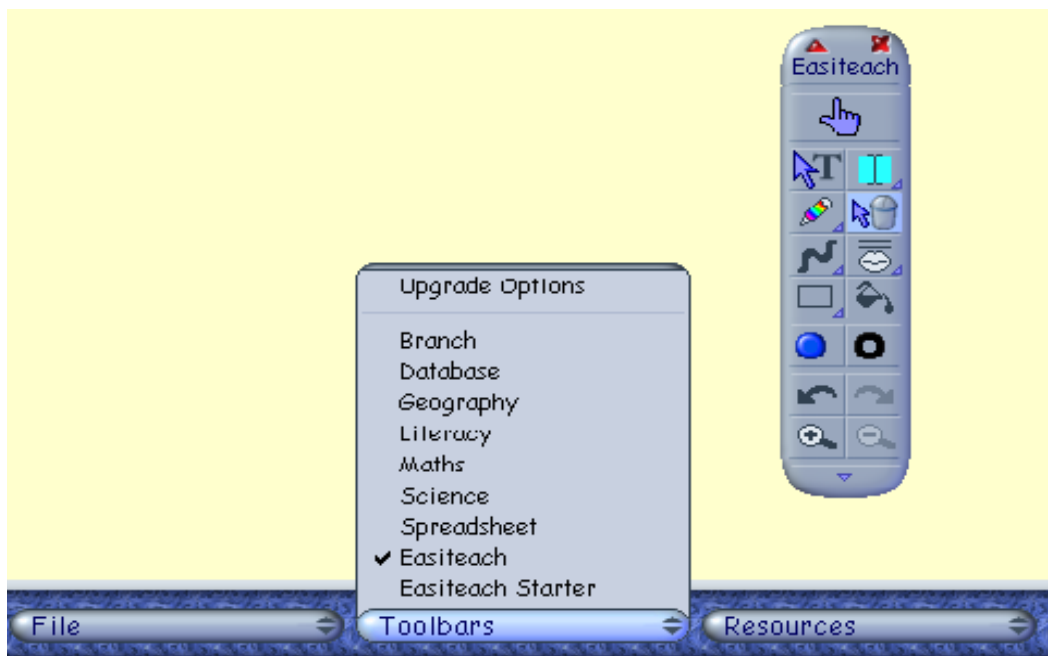 Easiteach
T
Upgrade Options
Branch
Database
Geography
Literacy
Maths
Science
Spreadsheet
Easiteach
Easiteach Starter
File
Toolbars
Resources